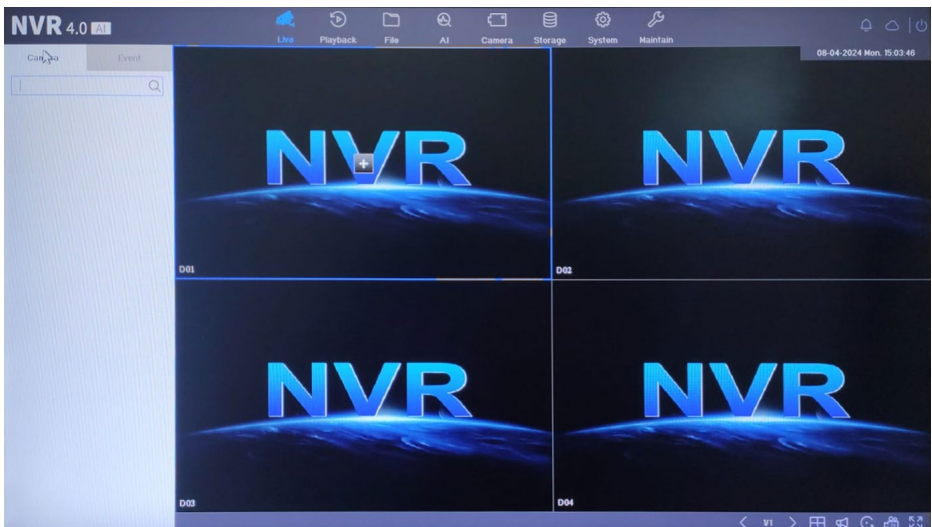 NVR 4.0 AI
Live Playback File AI Camera Storage System Maintain
08-04-2024 Mon. 15:03:46
Camera Event
NVR NVR
D01 D02
NVR NVR
D03 D04